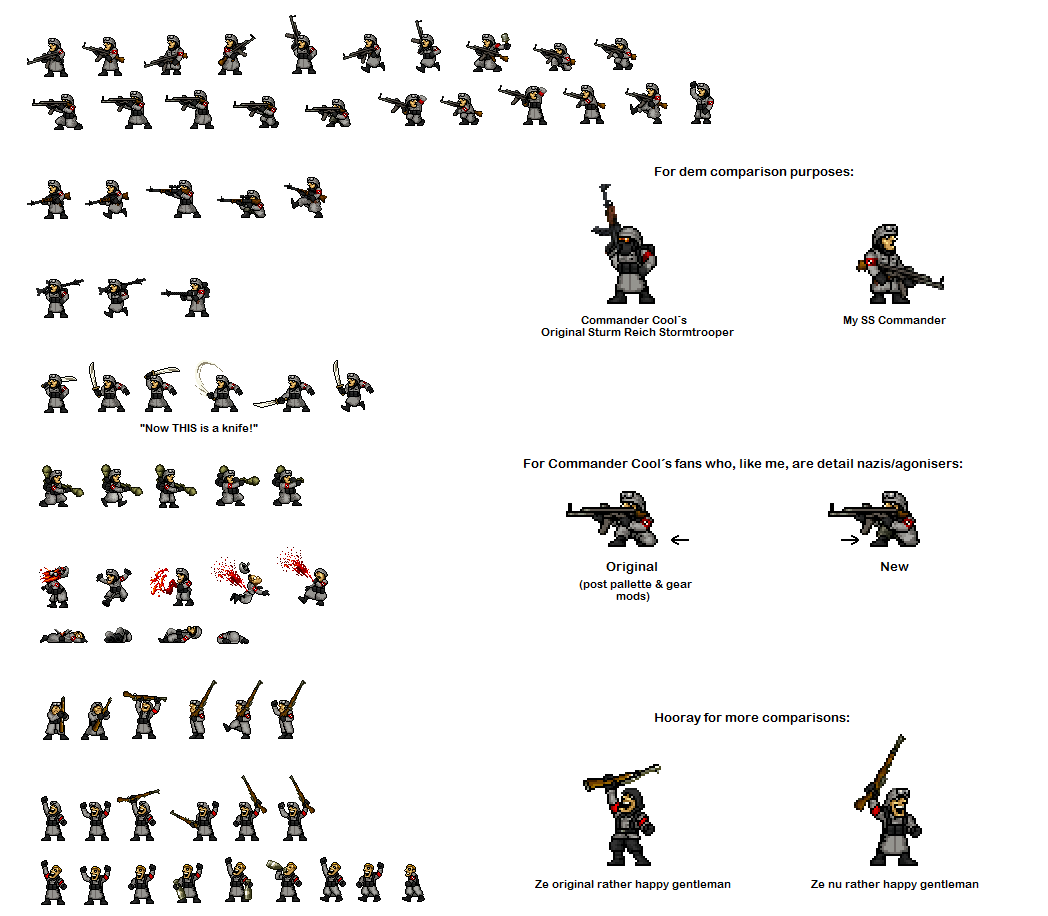 For dem comparison purposes:
Commander Cool´s
Original Sturm Reich Stormtrooper
My SS Commander
"Now THIS is a knife!"
For Commander Cool´s fans who, like me, are detail nazis/agonisers:
Original
(post pallette & gear
mods)
New
Hooray for more comparisons:
Ze original rather happy gentleman
Ze nu rather happy gentleman